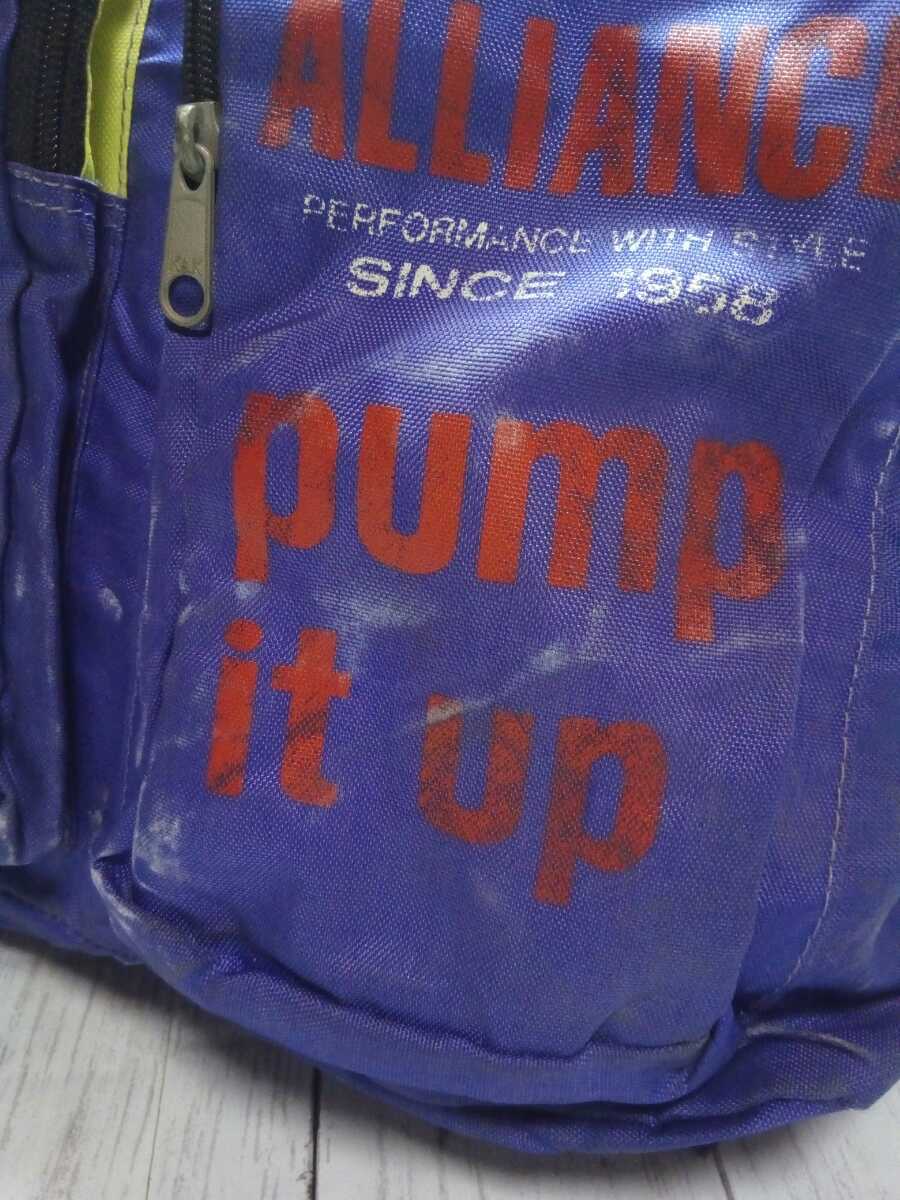 ALLIANCE
PERFORMANCE WITH STYLE
SINCE 1958
pump
it up